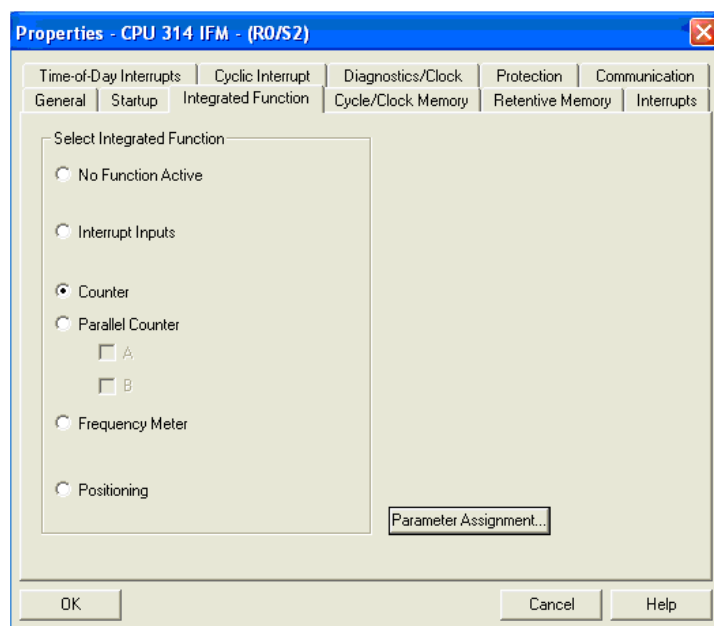 Properties - CPU 314 IFM - (R0/S2)
Time-of-Day Interrupts Cyclic Interrupt Diagnostics/Clock Protection Communication
General Startup Integrated Function Cycle/Clock Memory Retentive Memory Interrupts
Select Integrated Function
No Function Active
Interrupt Inputs
Counter
Parallel Counter
A
B
Frequency Meter
Positioning
Parameter Assignment...
OK Cancel Help